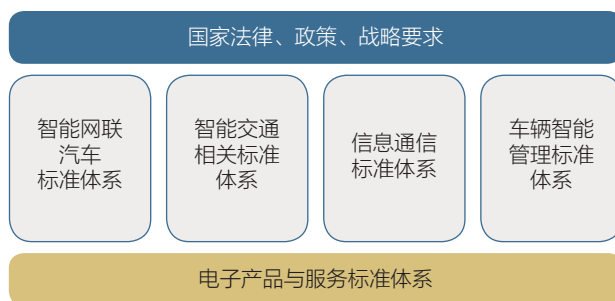 国家法律、政策、战略要求
智能网联
汽车
标准体系
智能交通
相关标准
体系
信息通信
标准体系
车辆智能
管理标准
体系
电子产品与服务标准体系